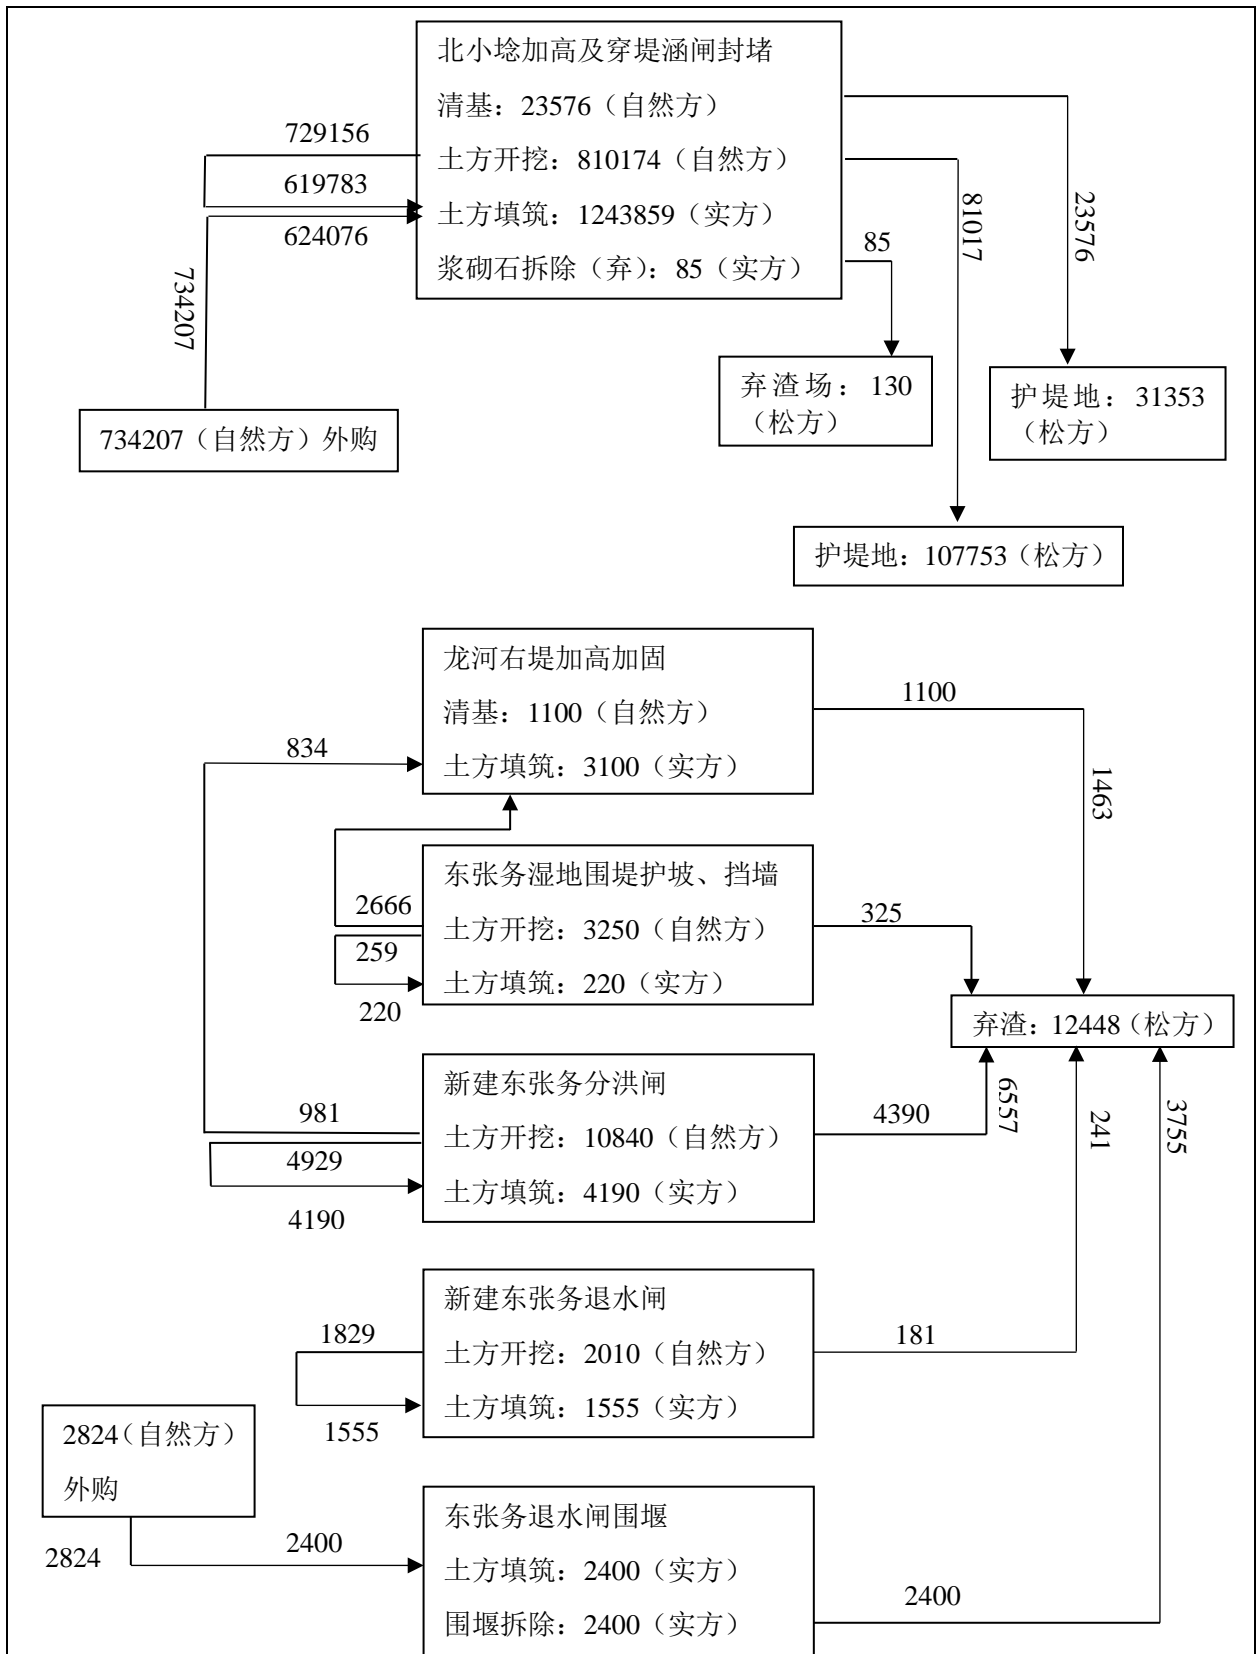 北小埝加高及穿堤涵闸封堵
清基：23576（自然方）
土方开挖：810174（自然方）
土方填筑：1243859（实方）
浆砌石拆除（弃）：85（实方）
729156
619783
624076
734207
85
81017
23576
734207（自然方）外购
弃渣场：130
（松方）
护堤地：31353
（松方）
护堤地：107753（松方）
龙河右堤加高加固
清基：1100（自然方）
土方填筑：3100（实方）
834
1100
1463
东张务湿地围堤护坡、挡墙
土方开挖：3250（自然方）
土方填筑：220（实方）
2666
259
220
325
弃渣：12448（松方）
新建东张务分洪闸
土方开挖：10840（自然方）
土方填筑：4190（实方）
981
4929
4190
4390
6557
241
3755
新建东张务退水闸
土方开挖：2010（自然方）
土方填筑：1555（实方）
1829
1555
181
2824（自然方）
外购
2824
2400
东张务退水闸围堰
土方填筑：2400（实方）
围堰拆除：2400（实方）
2400